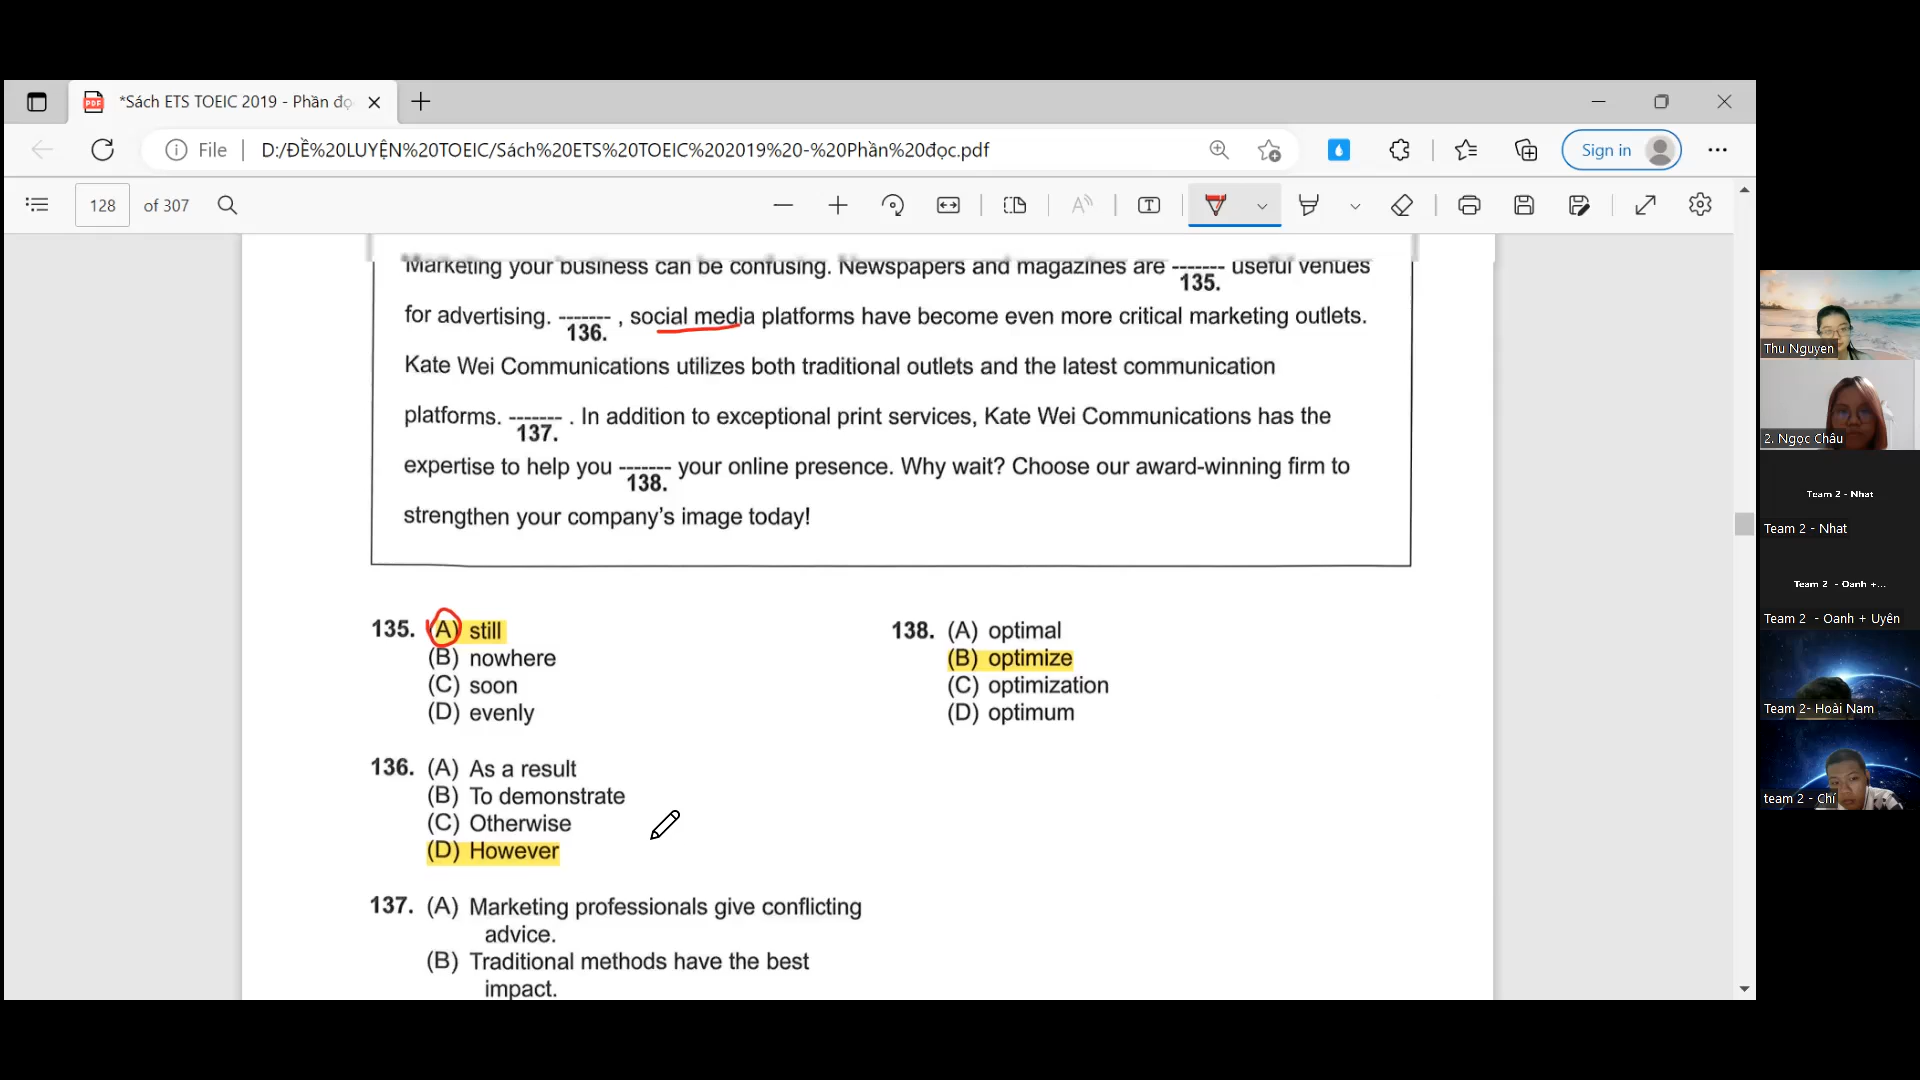 *Sách ETS TOEIC 2019 - Phần đọ
File
D:/ĐỀ%20LUYỆN%20TOEIC/Sách%20ETS%20TOEIC%202019%20-%20Phần%20đọc.pdf
Sign in
128 of 307
Marketing your business can be confusing. Newspapers and magazines are ------- useful venues
135.
for advertising. ------- , social media platforms have become even more critical marketing outlets.
136.
Kate Wei Communications utilizes both traditional outlets and the latest communication
platforms. ------- . In addition to exceptional print services, Kate Wei Communications has the
137.
expertise to help you ------- your online presence. Why wait? Choose our award-winning firm to
138.
strengthen your company's image today!
135. (A) still
(B) nowhere
(C) soon
(D) evenly
136. (A) As a result
(B) To demonstrate
(C) Otherwise
(D) However
137. (A) Marketing professionals give conflicting
advice.
(B) Traditional methods have the best
impact.
138. (A) optimal
(B) optimize
(C) optimization
(D) optimum
Thu Nguyen
2. Ngọc Châu
Team 2 - Nhat
Team 2 - Nhat
Team 2 - Oanh +...
Team 2 - Oanh + Uyên
Team 2- Hoài Nam
team 2 - Chí